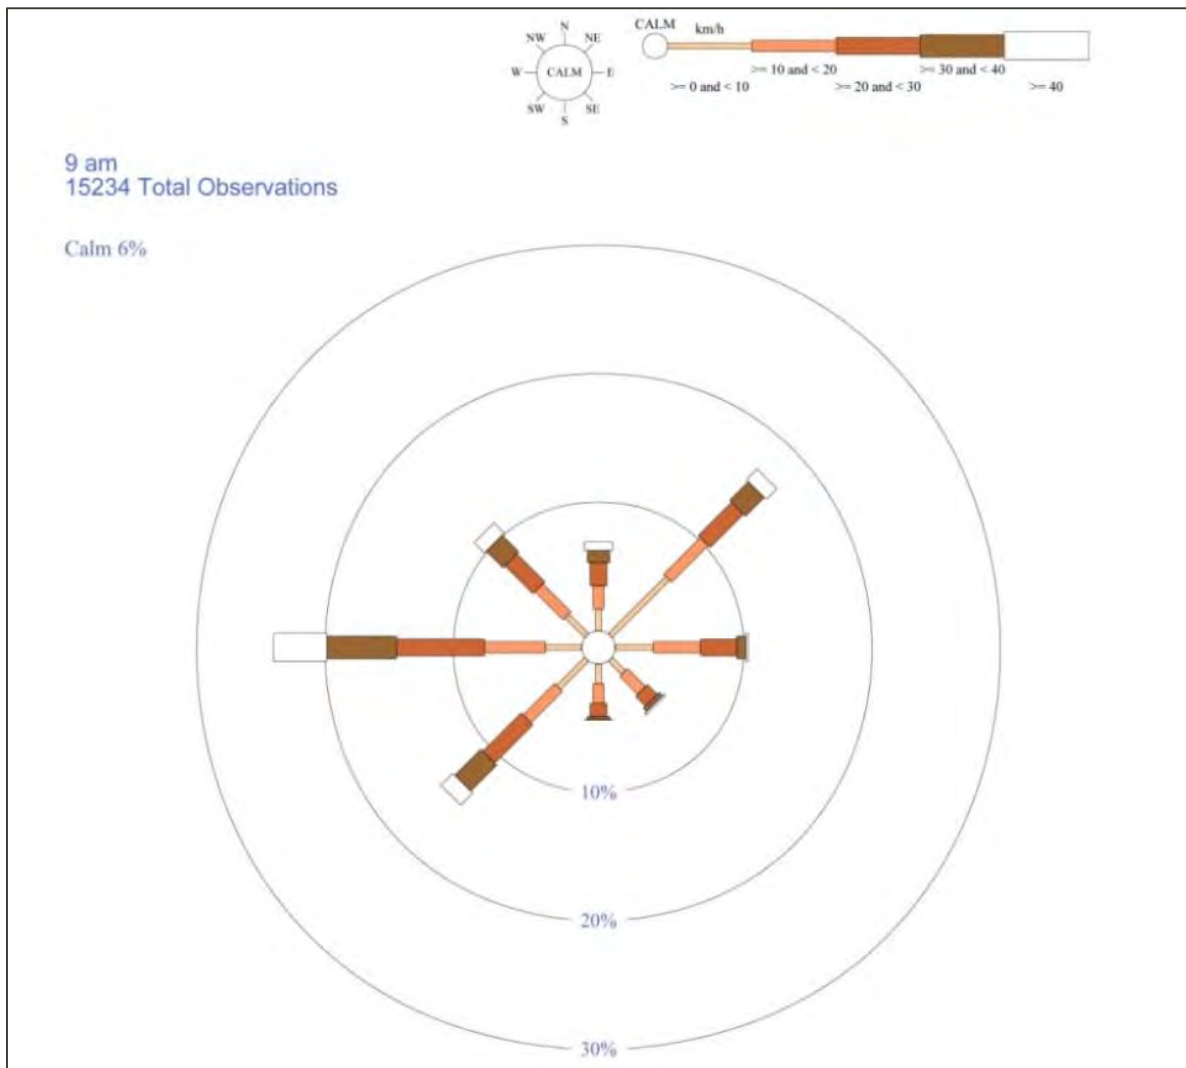 N
NW
NE
W
CALM
E
SW
SE
S
CALM
km/h
>= 10 and < 20
>= 30 and < 40
>= 0 and < 10
>= 20 and < 30
>= 40
9 am
15234 Total Observations
Calm 6%
10%
20%
30%